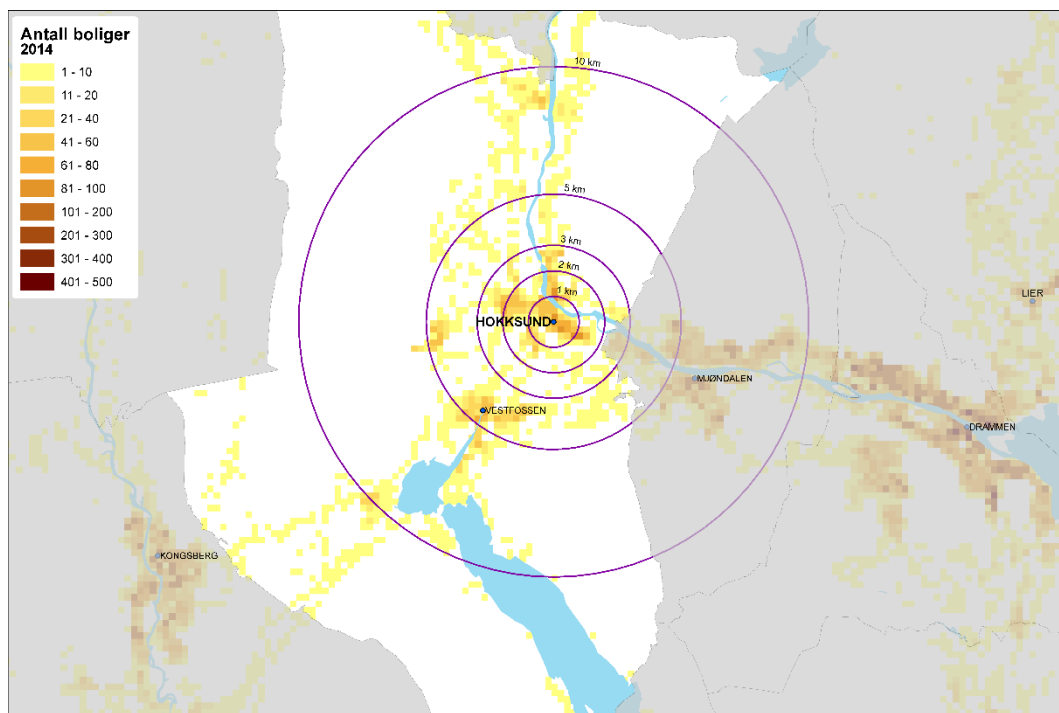 Antall boliger
2014
1 - 10
11 - 20
21 - 40
41 - 60
61 - 80
81 - 100
101 - 200
201 - 300
301 - 400
401 - 500
10 km
5 km
3 km
2 km
1 km
HOKKSUND
LIER
MJØNDALEN
VESTFOSSEN
DRAMMEN
KONGSBERG